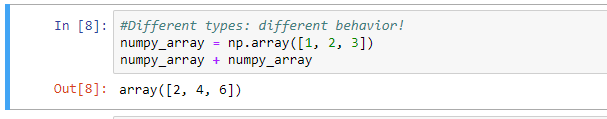 In [8]: #Different types: different behavior!
numpy_array = np.array([1, 2, 3])
numpy_array + numpy_array
Out[8]: array([2, 4, 6])